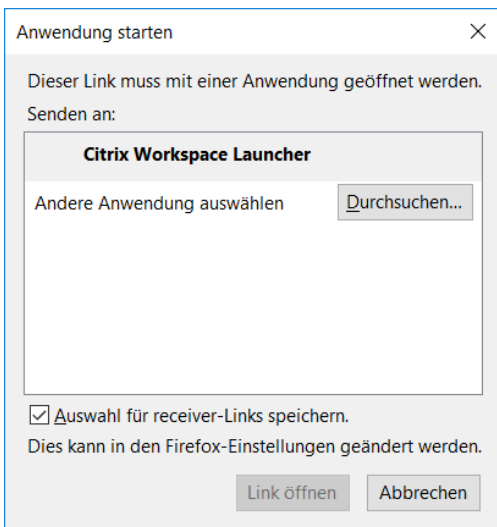 Anwendung starten
Dieser Link muss mit einer Anwendung geöffnet werden.
Senden an:
Citrix Workspace Launcher
Andere Anwendung auswählen Durchsuchen...
Auswahl für receiver-Links speichern.
Dies kann in den Firefox-Einstellungen geändert werden.
Link öffnen Abbrechen